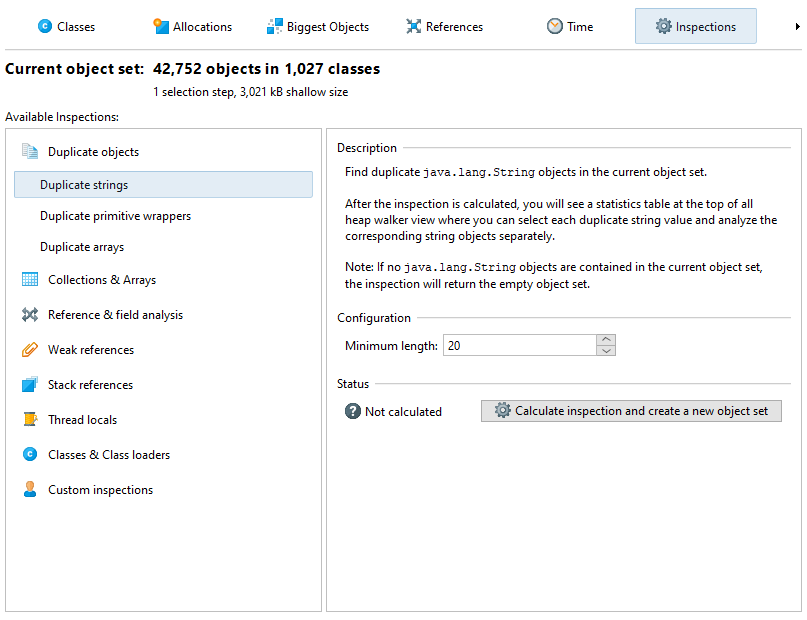 Classes Allocations Biggest Objects References Time Inspections
Current object set: 42,752 objects in 1,027 classes
1 selection step, 3,021 kB shallow size
Available Inspections:
Duplicate objects
Duplicate strings
Duplicate primitive wrappers
Duplicate arrays
Collections & Arrays
Reference & field analysis
Weak references
Stack references
Thread locals
Classes & Class loaders
Custom inspections
Description
Find duplicate java.lang.String objects in the current object set.
After the inspection is calculated, you will see a statistics table at the top of all
heap walker view where you can select each duplicate string value and analyze the
corresponding string objects separately.
Note: If no java.lang.String objects are contained in the current object set,
the inspection will return the empty object set.
Configuration
Minimum length: 20
Status
Not calculated Calculate inspection and create a new object set